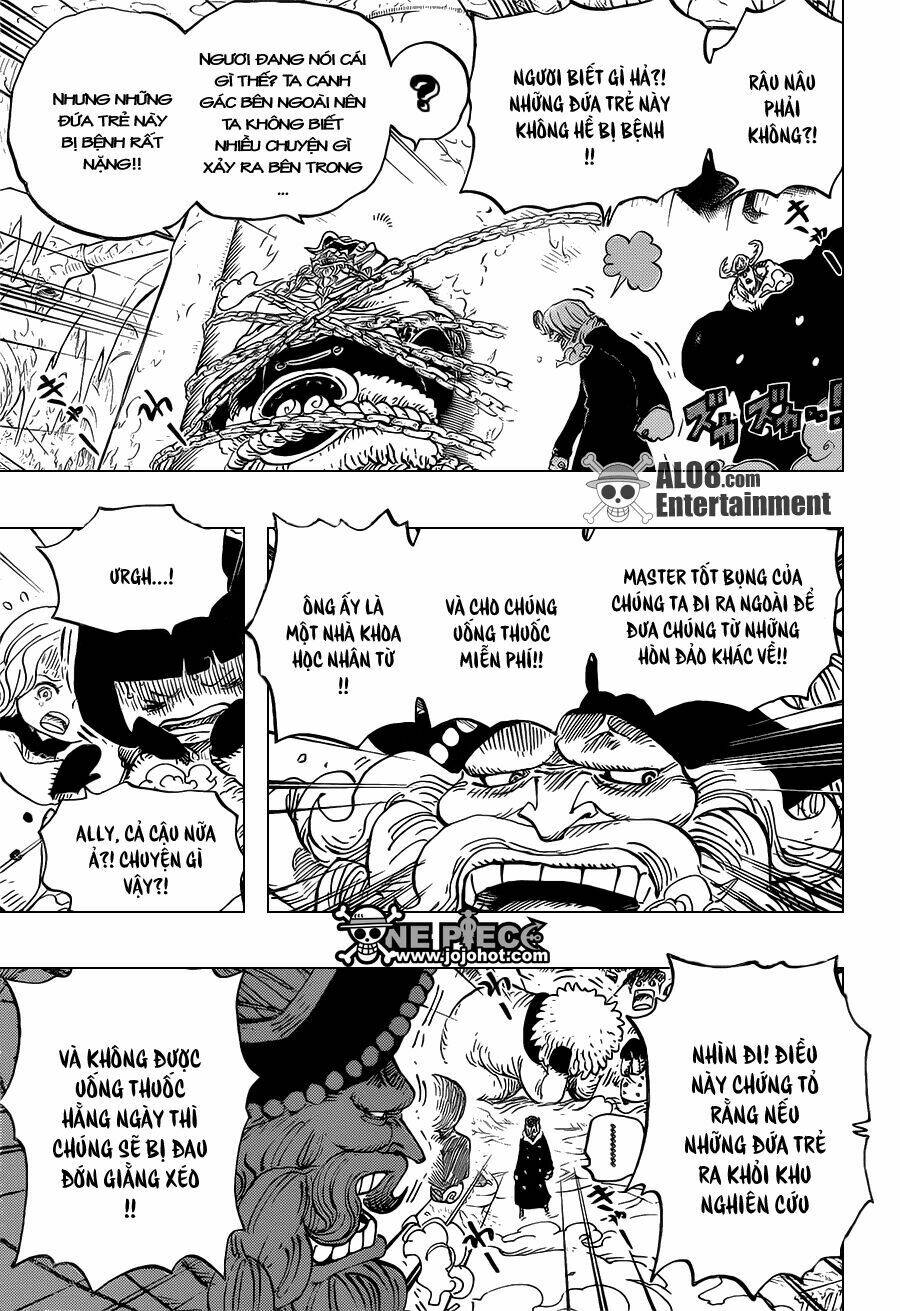 RÂU NÂU
PHẢI
KHÔNG?!
NGƯƠI BIẾT GÌ HẢ?!
NHỮNG ĐỨA TRẺ NÀY
KHÔNG HỀ BỊ BỆNH
!!
?
NGƯƠI ĐANG NÓI CÁI
GÌ THẾ? TA CANH
GÁC BÊN NGOÀI NÊN
TA KHÔNG BIẾT
NHIỀU CHUYỆN GÌ
XẢY RA BÊN TRONG
...
NHƯNG NHỮNG
ĐỨA TRẺ NÀY
BỊ BỆNH RẤT
NẶNG!!
ズカ ズカ..!
AL08.com
Entertainment
MASTER TỐT BỤNG CỦA
CHÚNG TA ĐI RA NGOÀI ĐỂ
ĐƯA CHÚNG TỪ NHỮNG
HÒN ĐẢO KHÁC VỀ!!
VÀ CHO CHÚNG
UỐNG THUỐC
MIỄN PHÍ!!
ÔNG ẤY LÀ
MỘT NHÀ KHOA
HỌC NHÂN TỪ
!!
ƯRGH...!
ALLY, CẢ CẬU NỮA
Ả?! CHUYỆN GÌ
VẬY?!
ONE PIECE
www.jojohot.com
NHÌN ĐI! ĐIỀU
NÀY CHỨNG TỎ
RẰNG NẾU
NHỮNG ĐỨA TRẺ
RA KHỎI KHU
NGHIÊN CỨU
VÀ KHÔNG ĐƯỢC
UỐNG THUỐC
HẰNG NGÀY THÌ
CHÚNG SẼ BỊ ĐAU
ĐỚN GIẰNG XÉO
!!